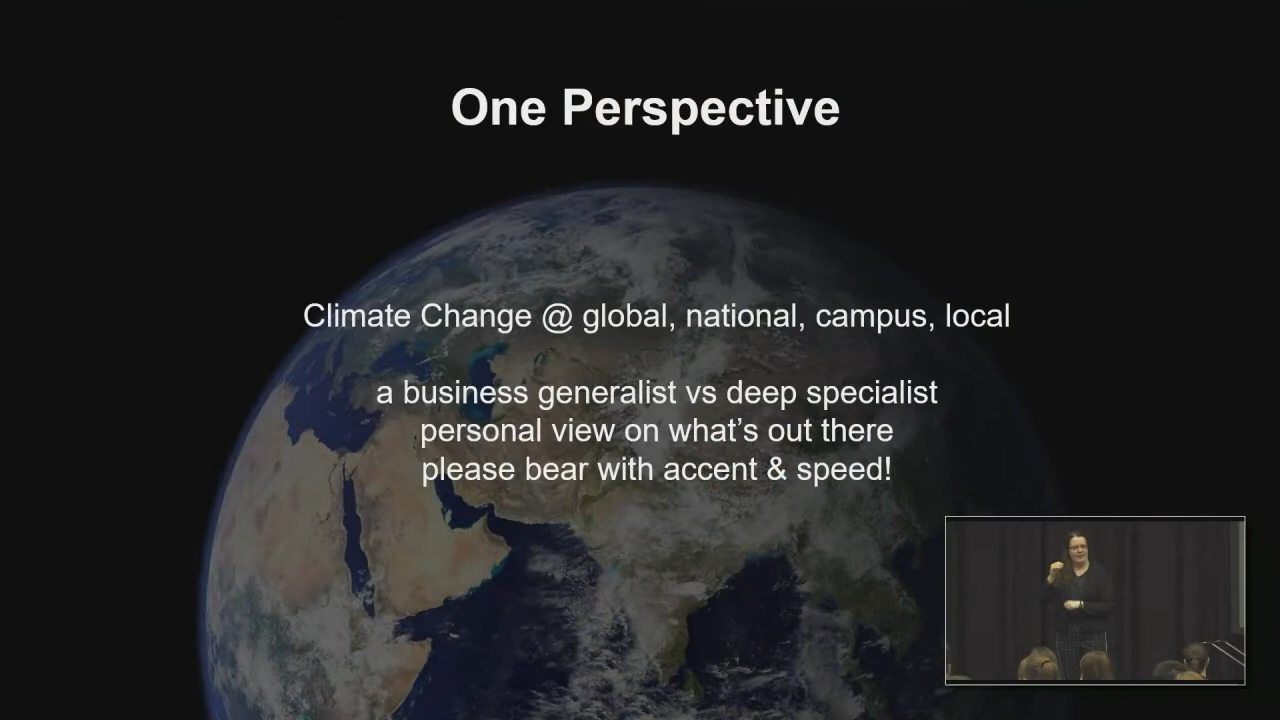 One Perspective
Climate Change @ global, national, campus, local
a business generalist vs deep specialist
personal view on what’s out there
please bear with accent & speed!